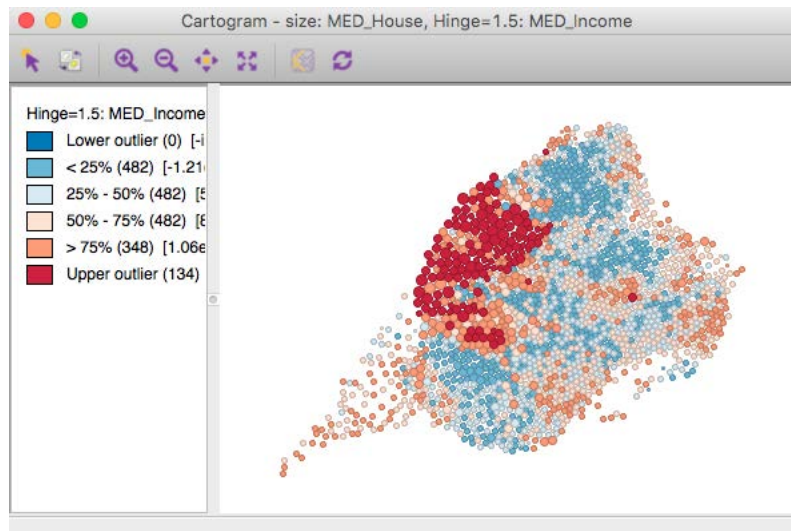 Cartogram - size: MED_House, Hinge=1.5: MED_Income
Hinge=1.5: MED_Income
Lower outlier (0) [-i
< 25% (482) [-1.21
25% - 50% (482) [5
50% - 75% (482) [8
> 75% (348) [1.06e
Upper outlier (134)